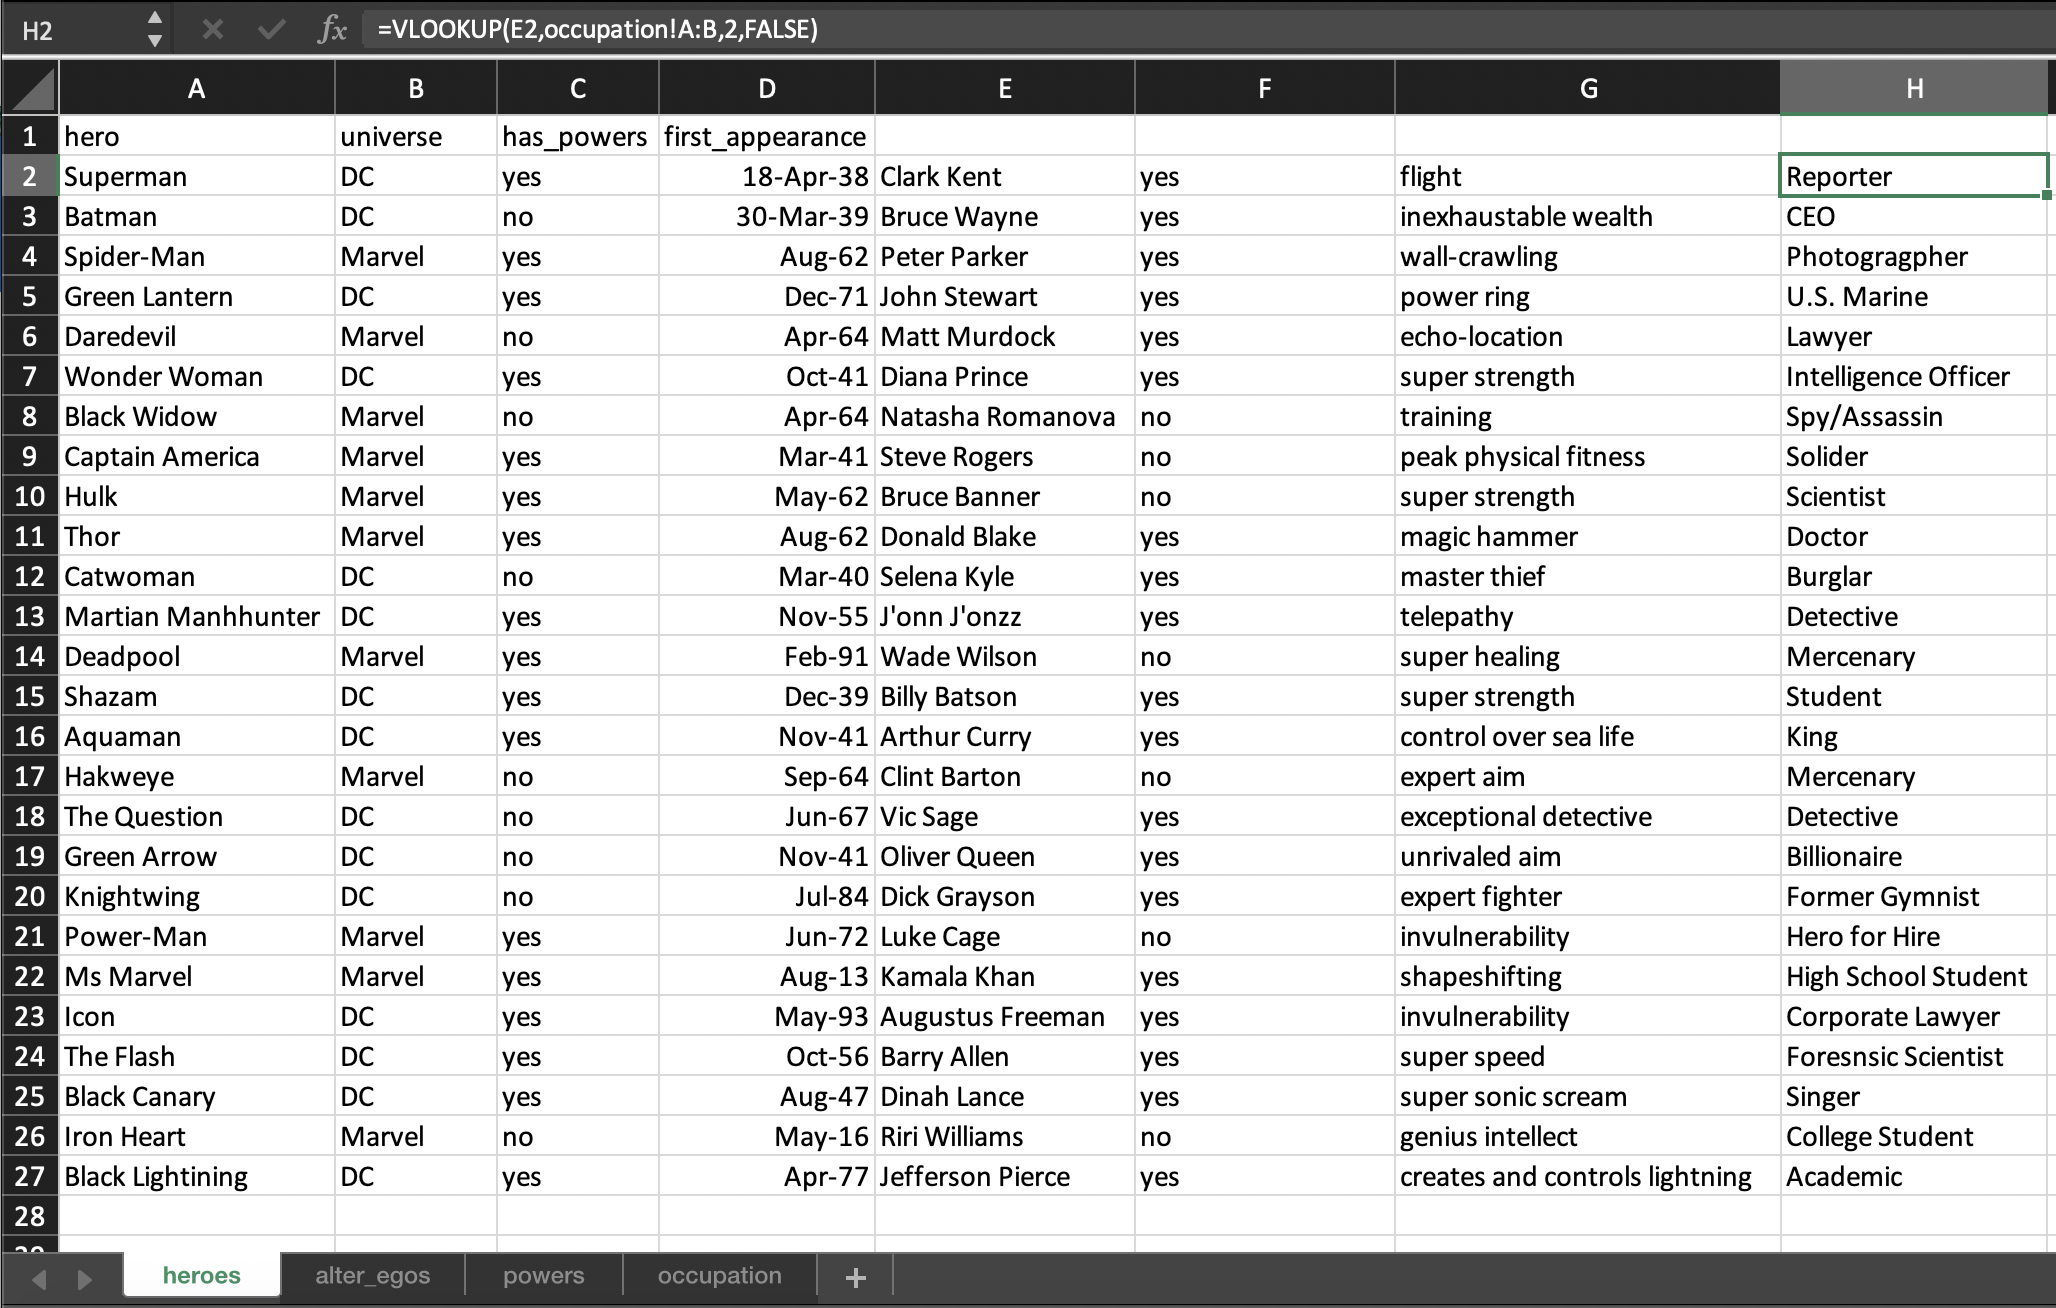 H2 fx =VLOOKUP(E2,occupation!A:B,2,FALSE)
A B C D E F G H
1 hero universe has_powers first_appearance
2 Superman DC yes 18-Apr-38 Clark Kent yes flight Reporter
3 Batman DC no 30-Mar-39 Bruce Wayne yes inexhaustable wealth CEO
4 Spider-Man Marvel yes Aug-62 Peter Parker yes wall-crawling Photogragpher
5 Green Lantern DC yes Dec-71 John Stewart yes power ring U.S. Marine
6 Daredevil Marvel no Apr-64 Matt Murdock yes echo-location Lawyer
7 Wonder Woman DC yes Oct-41 Diana Prince yes super strength Intelligence Officer
8 Black Widow Marvel no Apr-64 Natasha Romanova no training Spy/Assassin
9 Captain America Marvel yes Mar-41 Steve Rogers no peak physical fitness Solider
10 Hulk Marvel yes May-62 Bruce Banner no super strength Scientist
11 Thor Marvel yes Aug-62 Donald Blake yes magic hammer Doctor
12 Catwoman DC no Mar-40 Selena Kyle yes master thief Burglar
13 Martian Manhhunter DC yes Nov-55 J'onn J'onzz yes telepathy Detective
14 Deadpool Marvel yes Feb-91 Wade Wilson no super healing Mercenary
15 Shazam DC yes Dec-39 Billy Batson yes super strength Student
16 Aquaman DC yes Nov-41 Arthur Curry yes control over sea life King
17 Hakweye Marvel no Sep-64 Clint Barton no expert aim Mercenary
18 The Question DC no Jun-67 Vic Sage yes exceptional detective Detective
19 Green Arrow DC no Nov-41 Oliver Queen yes unrivaled aim Billionaire
20 Knightwing DC no Jul-84 Dick Grayson yes expert fighter Former Gymnist
21 Power-Man Marvel yes Jun-72 Luke Cage no invulnerability Hero for Hire
22 Ms Marvel Marvel yes Aug-13 Kamala Khan yes shapeshifting High School Student
23 Icon DC yes May-93 Augustus Freeman yes invulnerability Corporate Lawyer
24 The Flash DC yes Oct-56 Barry Allen yes super speed Foresnsic Scientist
25 Black Canary DC yes Aug-47 Dinah Lance yes super sonic scream Singer
26 Iron Heart Marvel no May-16 Riri Williams no genius intellect College Student
27 Black Lightining DC yes Apr-77 Jefferson Pierce yes creates and controls lightning Academic
28
heroes alter_egos powers occupation +